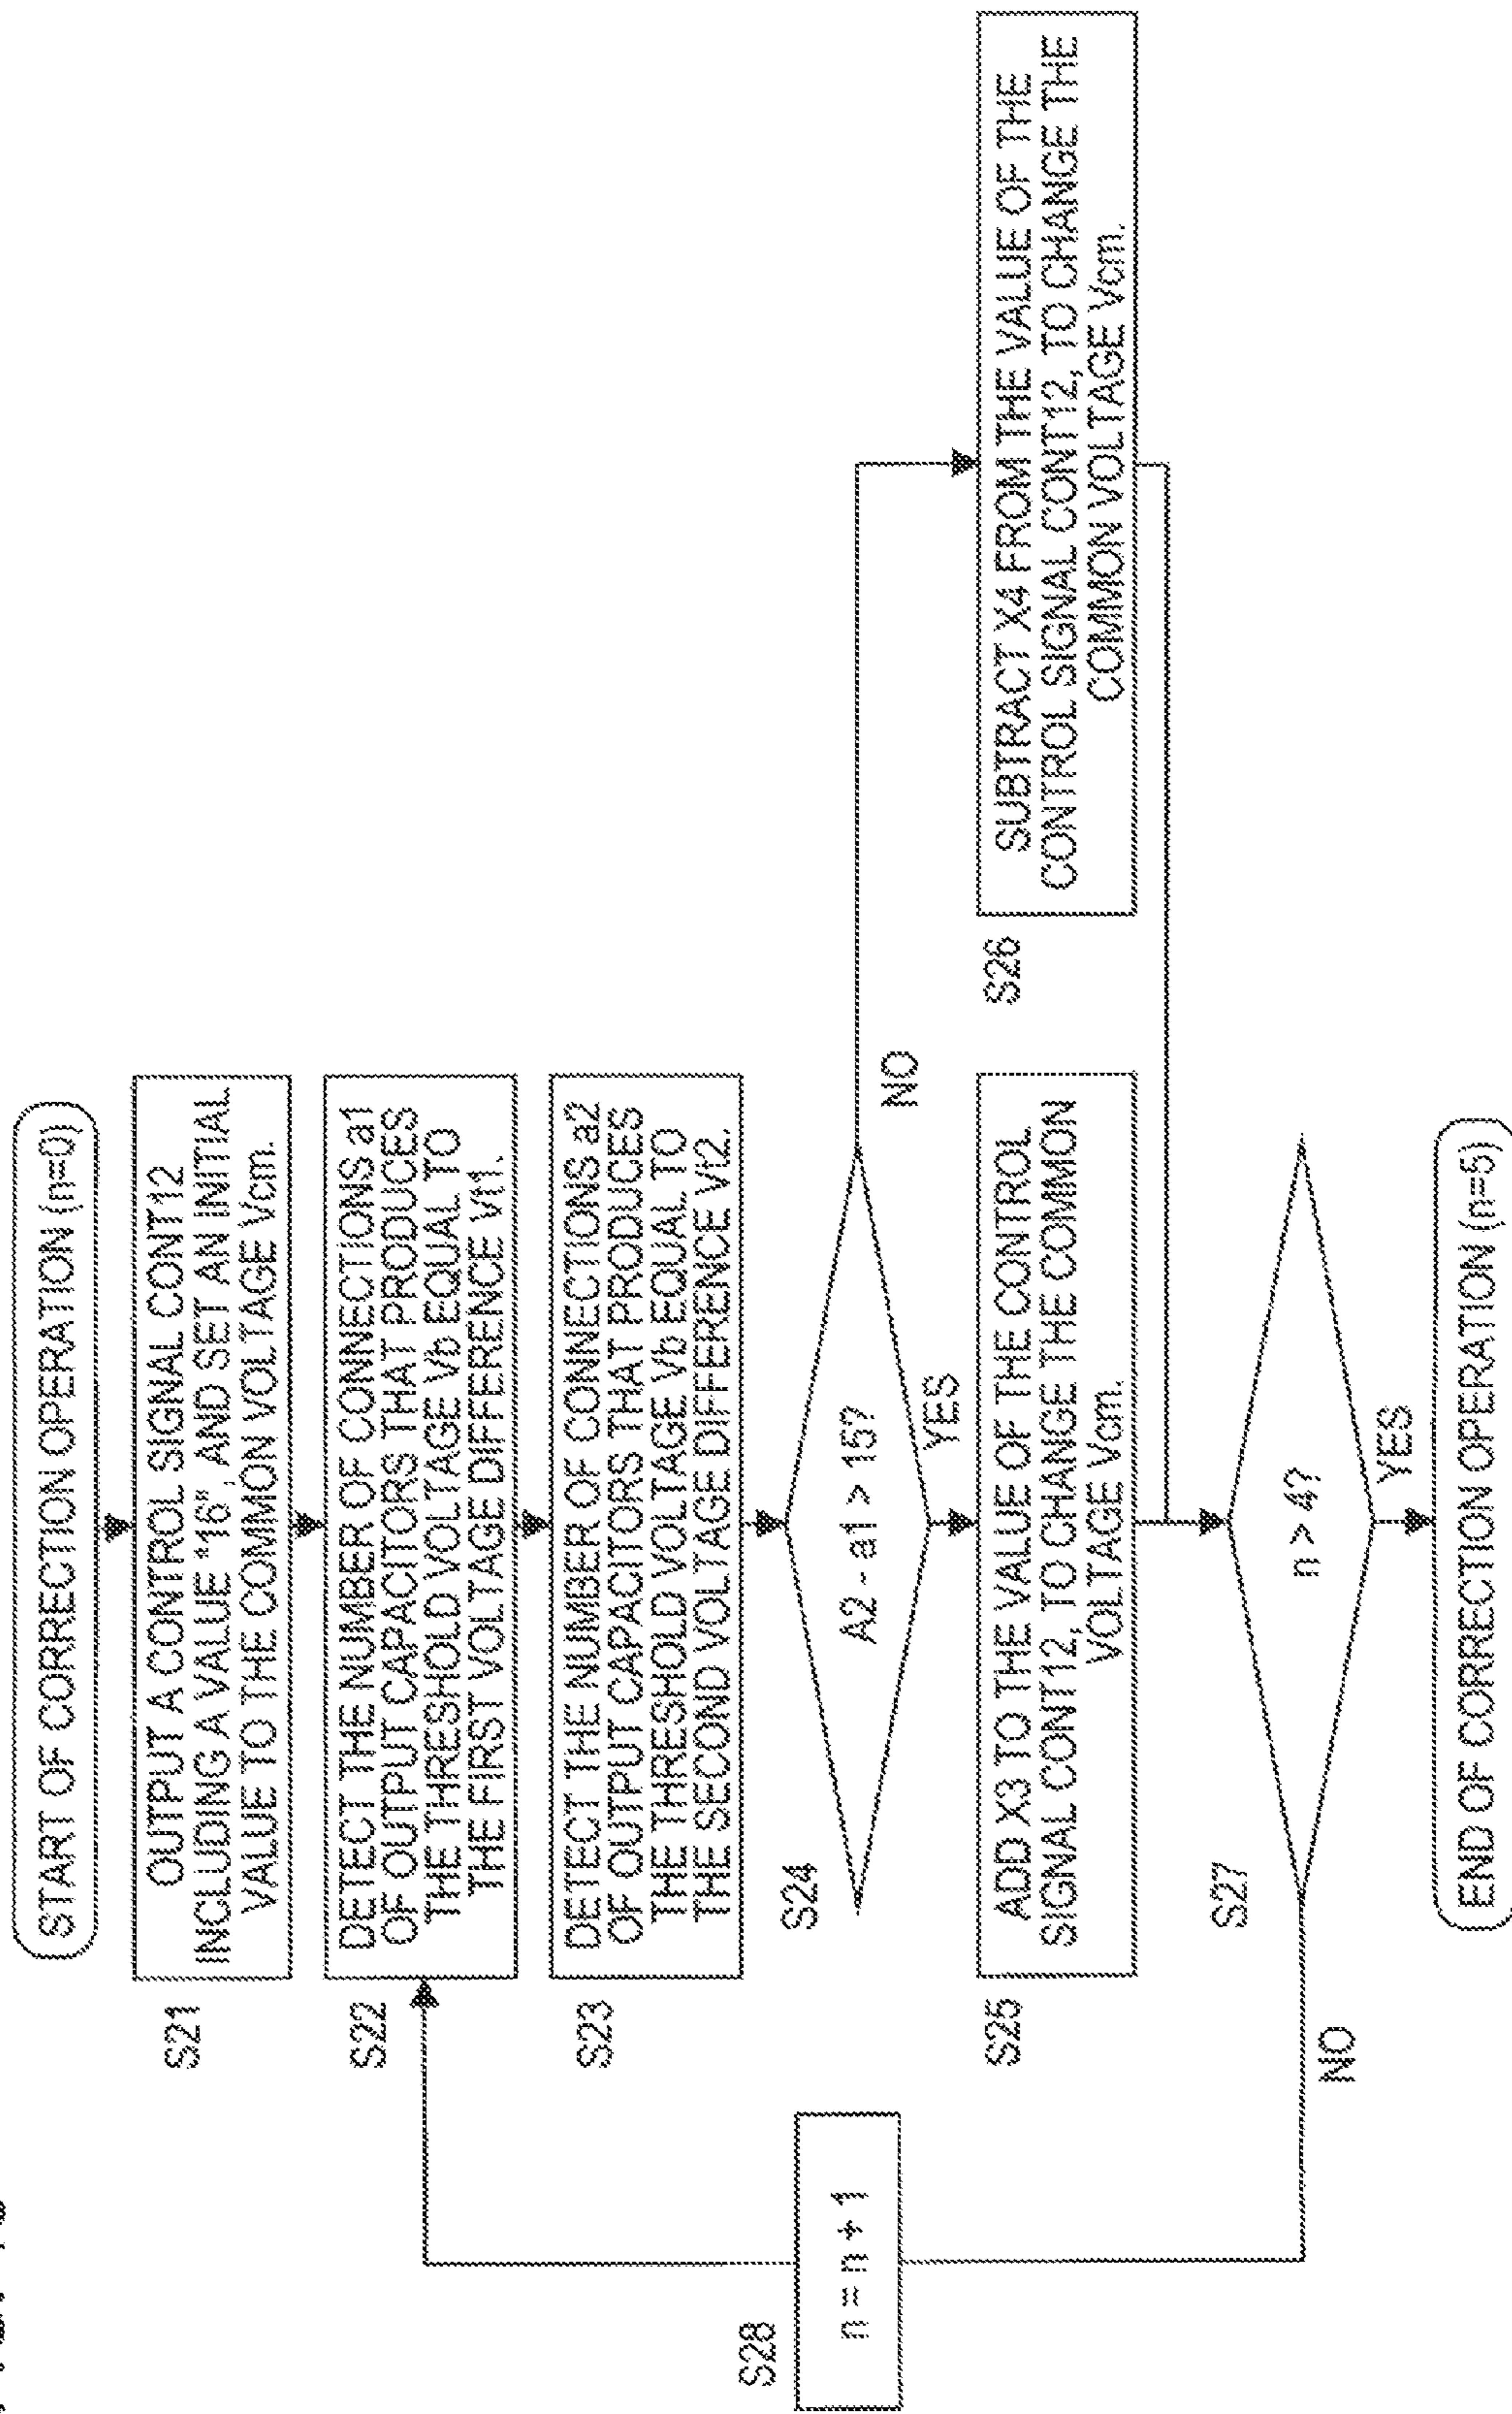 START OF CORRECTION OPERATION (n=0)
S21
OUTPUT A CONTROL SIGNAL CONT12
INCLUDING A VALUE "16", AND SET AN INITIAL
VALUE TO THE COMMON VOLTAGE Vcm.
S22
DETECT THE NUMBER OF CONNECTIONS a1
OF OUTPUT CAPACITORS THAT PRODUCES
THE THRESHOLD VOLTAGE Vb EQUAL TO
THE FIRST VOLTAGE DIFFERENCE Vt1.
S23
DETECT THE NUMBER OF CONNECTIONS a2
OF OUTPUT CAPACITORS THAT PRODUCES
THE THRESHOLD VOLTAGE Vb EQUAL TO
THE SECOND VOLTAGE DIFFERENCE Vt2.
S24
A2 - a1 > 15?
NO
YES
S25
ADD X3 TO THE VALUE OF THE CONTROL
SIGNAL CONT12, TO CHANGE THE COMMON
VOLTAGE Vcm.
S26
SUBTRACT X4 FROM THE VALUE OF THE
CONTROL SIGNAL CONT12, TO CHANGE THE
COMMON VOLTAGE Vcm.
S27
n > 4?
NO
YES
S28
n = n + 1
END OF CORRECTION OPERATION (n=5)